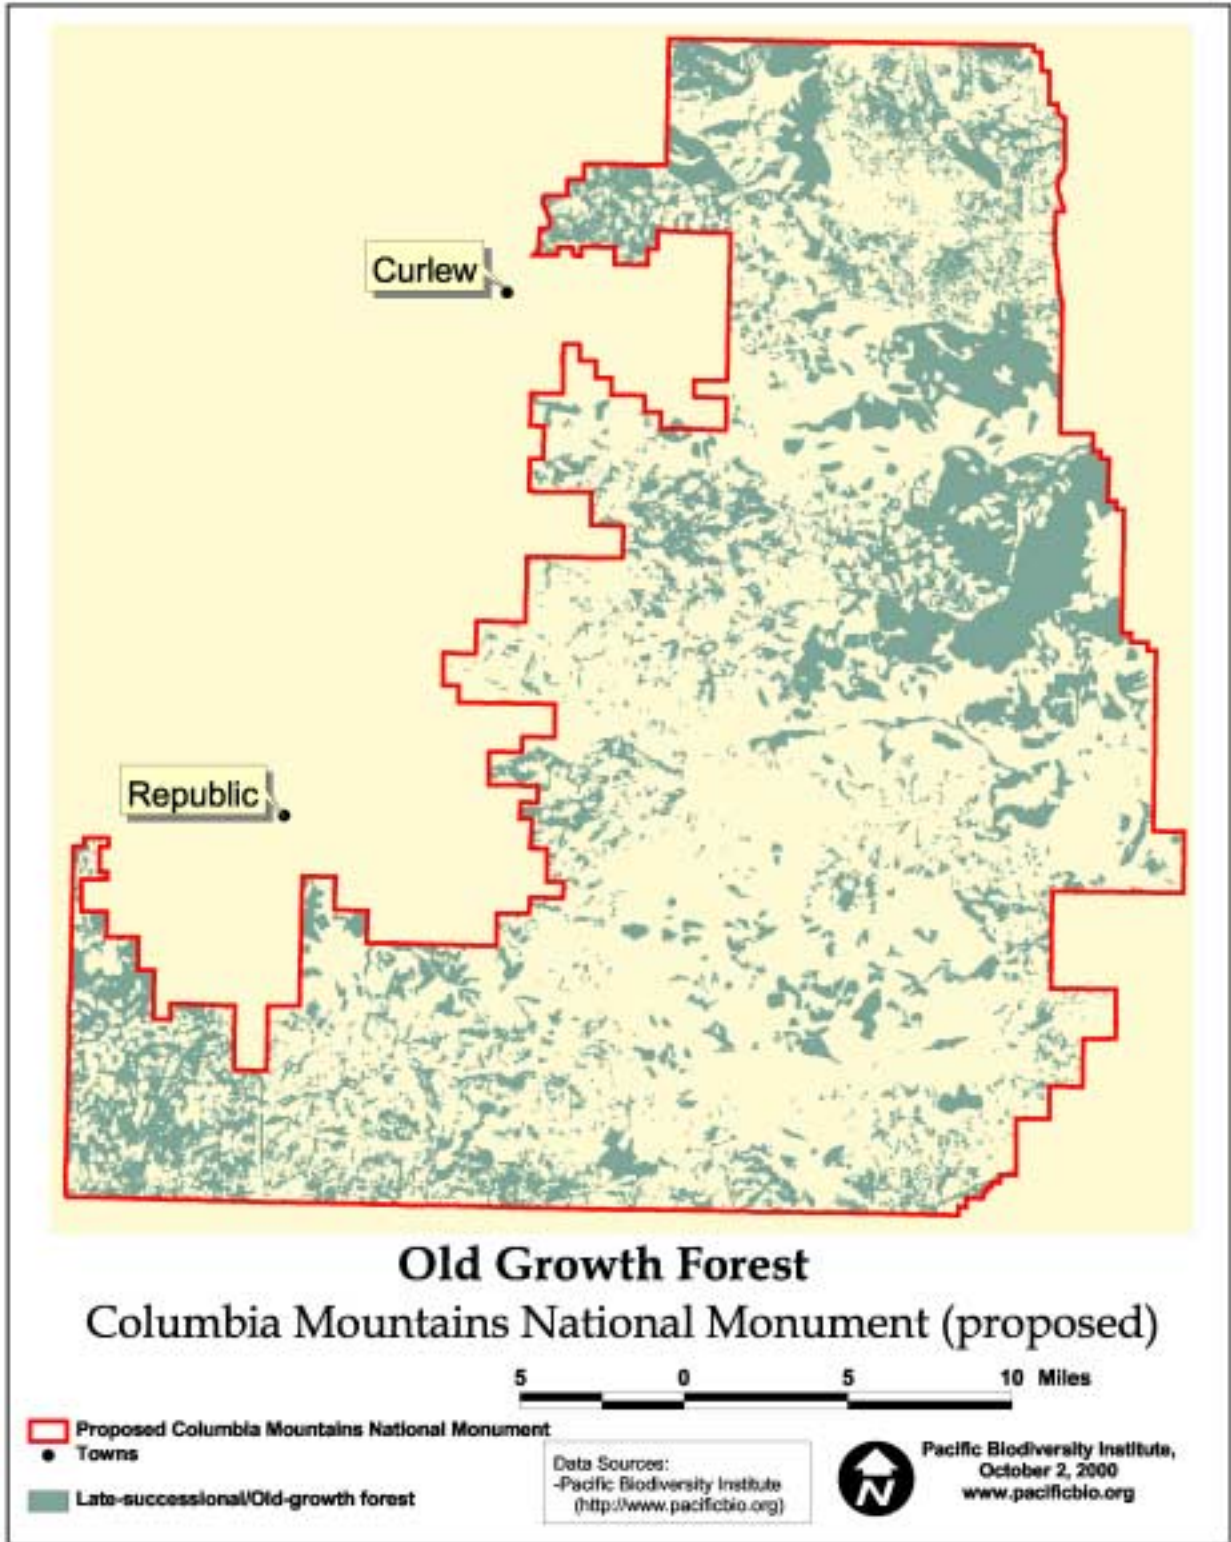 Curlew
Republic
Old Growth Forest
Columbia Mountains National Monument (proposed)
5 0 5 10 Miles
Proposed Columbia Mountains National Monument
Towns
Late-successional/Old-growth forest
Data Sources:
-Pacific Biodiversity Institute
(http://www.pacificbio.org)
N
Pacific Biodiversity Institute,
October 2, 2000
www.pacificbio.org